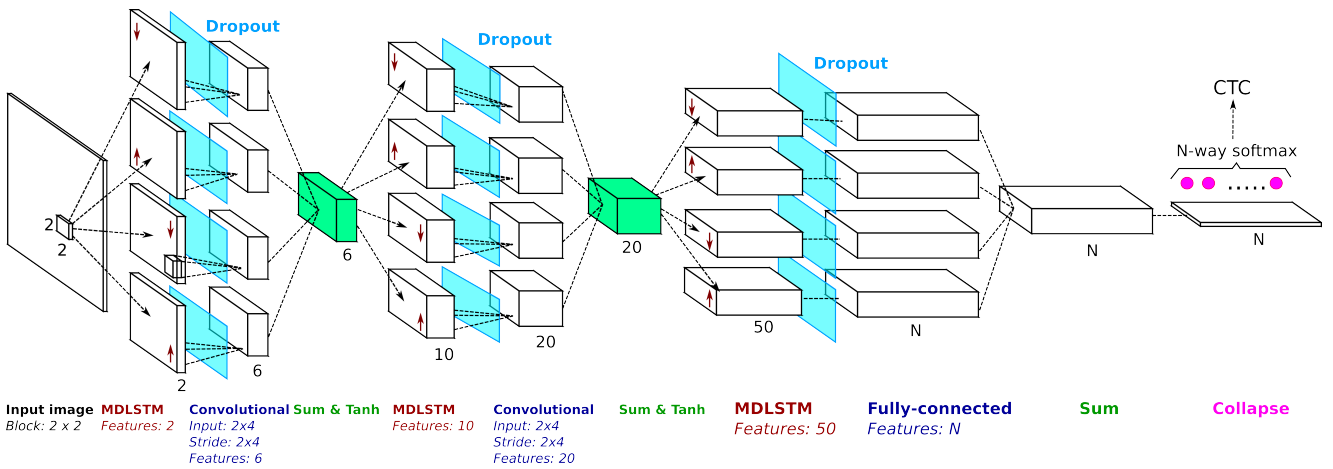 Dropout
Dropout
Dropout
CTC
N-way softmax
.....
2
2
6
20
N
N
2
6
10
20
50
N
Input image
Block: 2 x 2
MDLSTM
Features: 2
Convolutional
Input: 2x4
Stride: 2x4
Features: 6
Sum & Tanh
MDLSTM
Features: 10
Convolutional
Input: 2x4
Stride: 2x4
Features: 20
Sum & Tanh
MDLSTM
Features: 50
Fully-connected
Features: N
Sum
Collapse